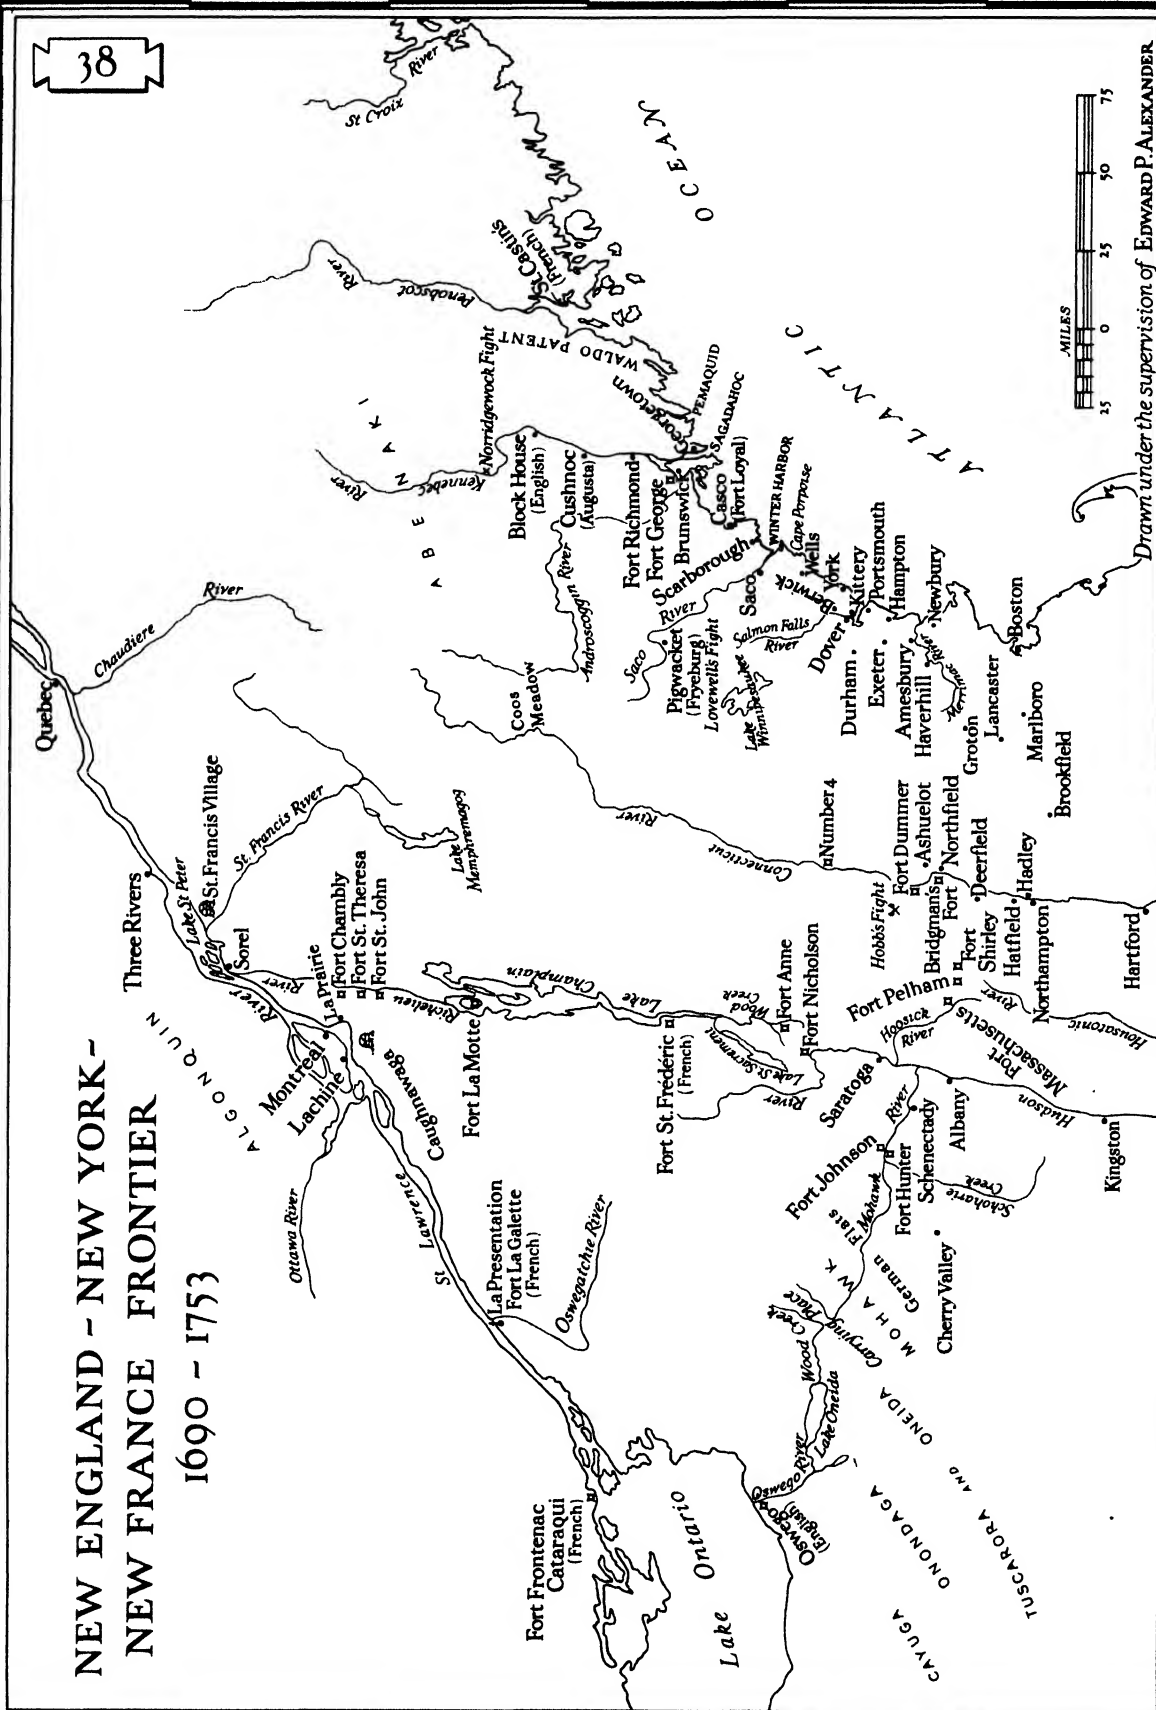 38
NEW ENGLAND - NEW YORK -
NEW FRANCE FRONTIER
1690 - 1753
Quebec
Chaudiere
River
St Croix
River
Three Rivers
Lake St Peter
St. Francis Village
St. Francis River
Sorel
River
River
La Prairie
Fort Chambly
Fort St. Theresa
Fort St. John
Lake
Memphremagog
ALGONQUIN
Montreal
Lachine
Caughnawaga
Richelieu
Fort La Motte
Ottawa River
St
Lawrence
La Presentation
Fort La Galette
(French)
Oswegatchie River
Fort Frontenac
Cataraqui
(French)
Lake
Ontario
Oswego
(English)
Oswego River
Lake Oneida
Wood Creek
Carrying Place
German
Flats
MOHAWK
ONEIDA
AND
TUSCARORA
ONONDAGA
CAYUGA
Mohawk
River
Fort Johnson
Fort Hunter
Schenectady
Schoharie
Creek
Cherry Valley
Albany
Kingston
Hudson
Saratoga
Hoosick
River
Fort
Massachusetts
Fort Pelham
Fort
Shirley
Housatonic
River
Lake
Champlain
Fort St. Frédéric
(French)
Lake St Sacrement
River
Wood
Creek
Fort Anne
Fort Nicholson
Coos
Meadow
Connecticut
River
Number 4
Hobb's Fight
Fort Dummer
Ashuelot
Bridgman's
Fort
Northfield
Deerfield
Hatfield
Hadley
Northampton
Hartford
ABENAKI
Kennebec
River
Norridgewock Fight
Block House
(English)
Cushnoc
(Augusta)
Androscoggin River
Fort Richmond
Fort George
Brunswick
Casco
(Fort Loyal)
Scarborough
Saco
River
Saco
Pigwacket
(Fryeburg)
Lovewell's Fight
Lake
Winnipesaukee
Salmon Falls
River
WINTER HARBOR
Cape Porpoise
Wells
York
Berwick
Kittery
Dover
Portsmouth
Durham
Exeter
Hampton
Amesbury
Haverhill
Newbury
Merrimac
River
Groton
Lancaster
Boston
Marlboro
Brookfield
Georgetown
PEMAQUID
SAGADAHOC
WALDO PATENT
Penobscot
River
St. Castin's
(French)
ATLANTIC
OCEAN
MILES
25 0 25 50 75
Drawn under the supervision of EDWARD P. ALEXANDER